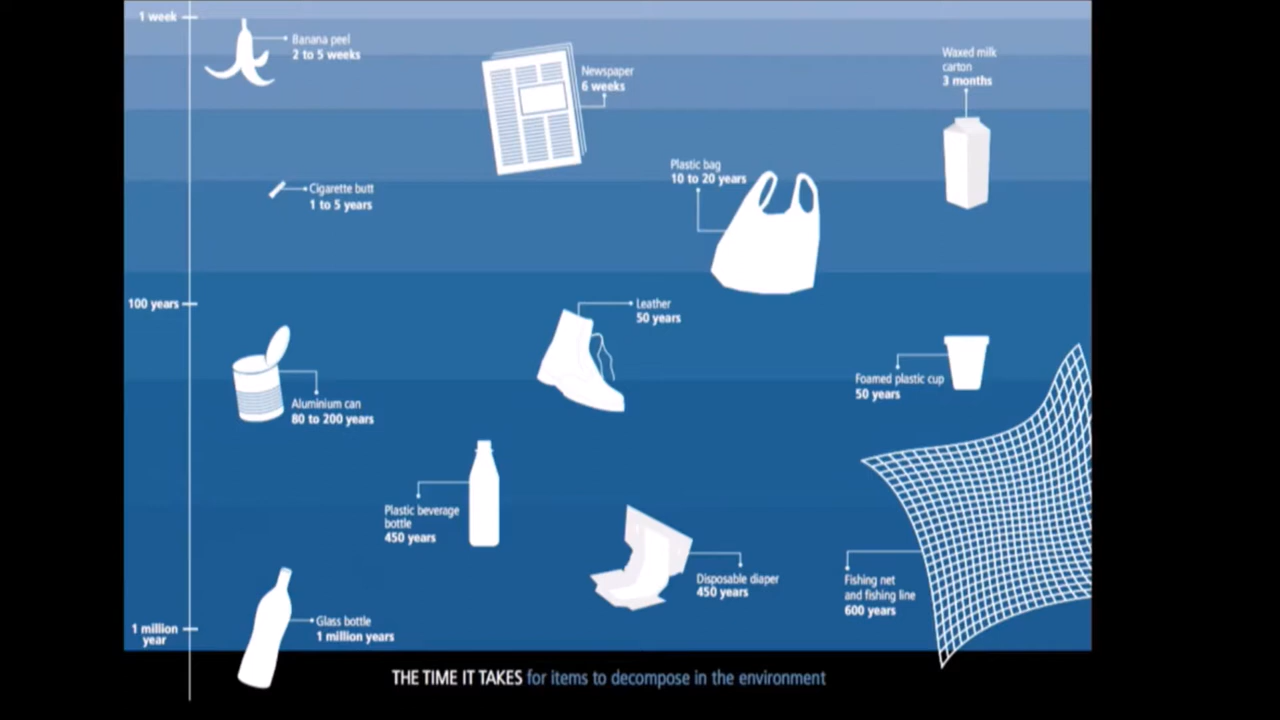 1 week
Banana peel
2 to 5 weeks
Newspaper
6 weeks
Waxed milk
carton
3 months
Plastic bag
10 to 20 years
Cigarette butt
1 to 5 years
100 years
Leather
50 years
Foamed plastic cup
50 years
Aluminium can
80 to 200 years
Plastic beverage
bottle
450 years
Disposable diaper
450 years
Fishing net
and fishing line
600 years
Glass bottle
1 million years
1 million
year
THE TIME IT TAKES for items to decompose in the environment